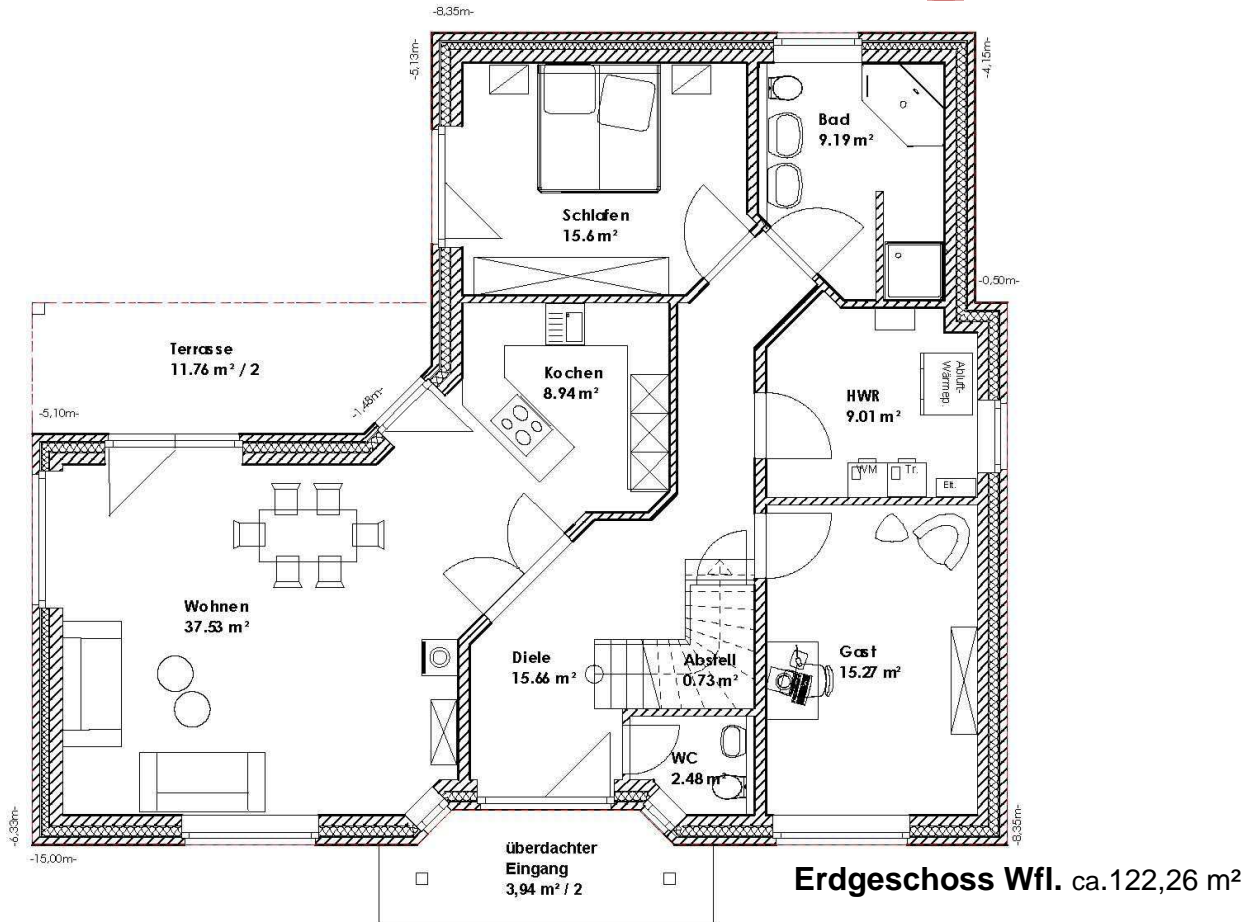 -8,35m-
-5,13m-
-4,15m-
Bad
9.19 m²
Schlafen
15.6 m²
-0,50m-
Terrasse
11.76 m² / 2
Kochen
8.94 m²
Abluft-
Wärmep.
HWR
9.01 m²
-5,10m-
-1,48m-
WM
Tr.
Elt.
Wohnen
37.53 m²
Diele
15.66 m²
Abstell
0.73 m²
Gast
15.27 m²
WC
2.48 m²
-6,33m-
-8,35m-
-15,00m-
überdachter
Eingang
3,94 m² / 2
Erdgeschoss Wfl. ca.122,26 m²